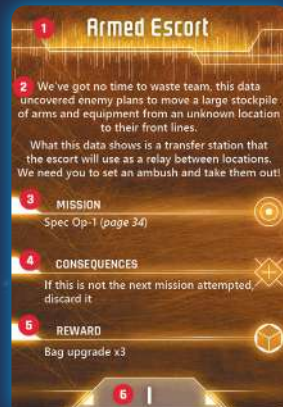 1 Armed Escort
2 We've got no time to waste team, this data
uncovered enemy plans to move a large stockpile
of arms and equipment from an unknown location
to their front lines.
What this data shows is a transfer station that
the escort will use as a relay between locations.
We need you to set an ambush and take them out!
3 MISSION
Spec Op-1 (page 34)
4 CONSEQUENCES
If this is not the next mission attempted,
discard it
5 REWARD
Bag upgrade x3
6 I